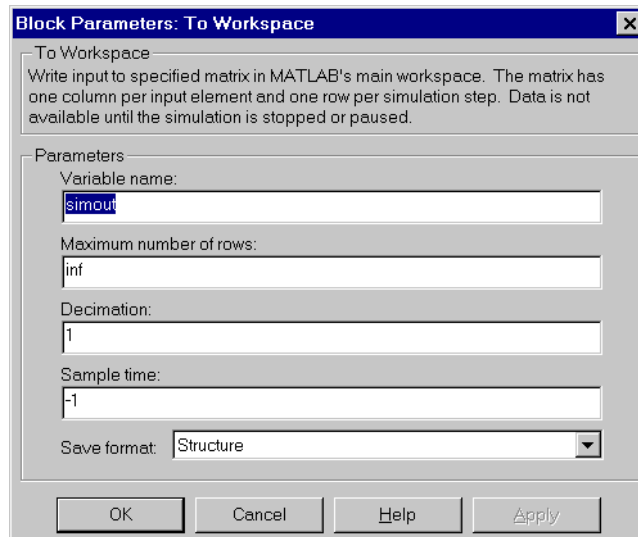 Block Parameters: To Workspace
To Workspace
Write input to specified matrix in MATLAB's main workspace. The matrix has
one column per input element and one row per simulation step. Data is not
available until the simulation is stopped or paused.
Parameters
Variable name:
simout
Maximum number of rows:
inf
Decimation:
1
Sample time:
-1
Save format: Structure
OK Cancel Help Apply